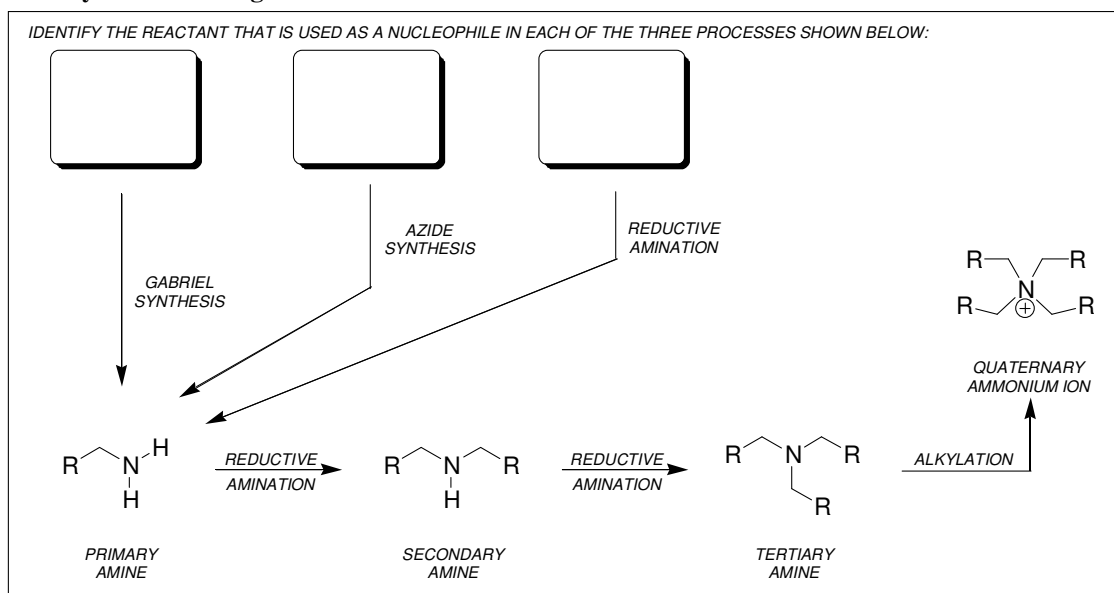 IDENTIFY THE REACTANT THAT IS USED AS A NUCLEOPHILE IN EACH OF THE THREE PROCESSES SHOWN BELOW:
GABRIEL
SYNTHESIS
AZIDE
SYNTHESIS
REDUCTIVE
AMINATION
R R
N
R R
+
QUATERNARY
AMMONIUM ION
R N H
H
REDUCTIVE
AMINATION
R N R
H
REDUCTIVE
AMINATION
R N R
R
ALKYLATION
PRIMARY
AMINE
SECONDARY
AMINE
TERTIARY
AMINE